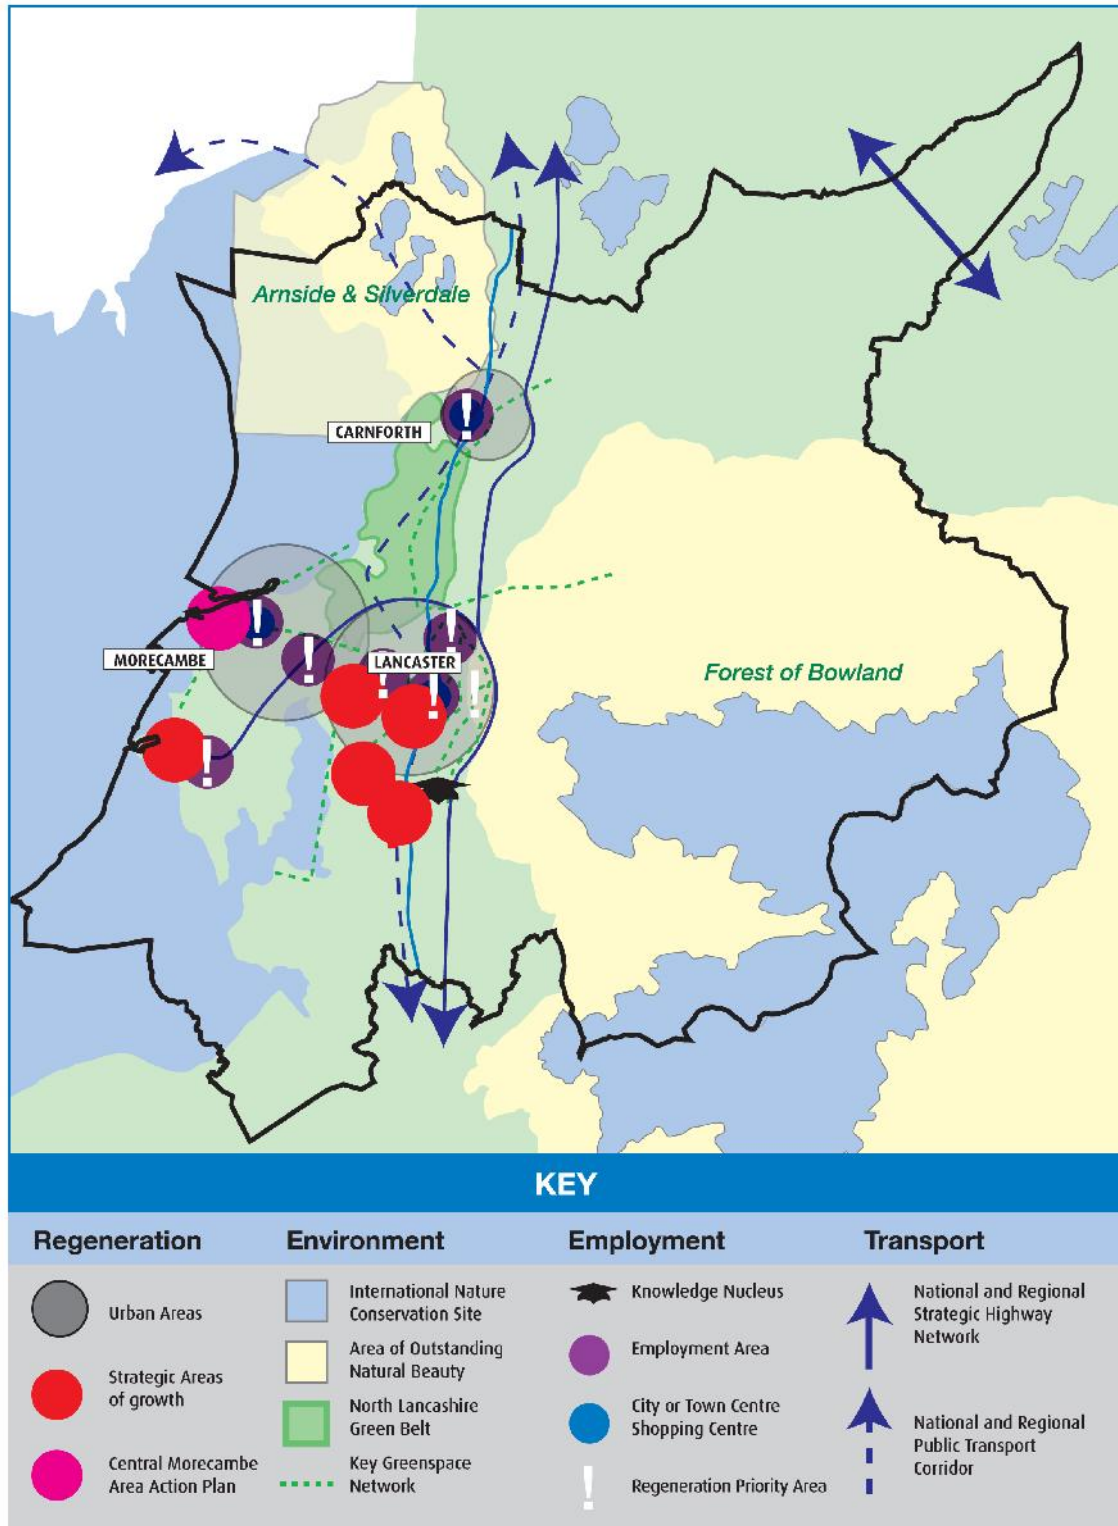 Arnside & Silverdale
CARNFORTH
MORECAMBE
LANCASTER
Forest of Bowland
!
!
!
!
!
!
!
!
KEY
Regeneration
Urban Areas
Strategic Areas
of growth
Central Morecambe
Area Action Plan
Environment
International Nature
Conservation Site
Area of Outstanding
Natural Beauty
North Lancashire
Green Belt
Key Greenspace
Network
Employment
Knowledge Nucleus
Employment Area
City or Town Centre
Shopping Centre
!
Regeneration Priority Area
Transport
National and Regional
Strategic Highway
Network
National and Regional
Public Transport
Corridor